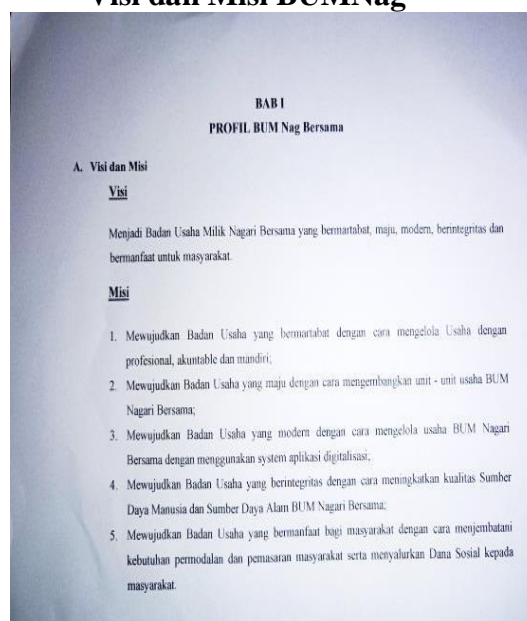 Visi dan Misi BUMNag
BAB I
PROFIL BUM Nag Bersama
A. Visi dan Misi
Visi
Menjadi Badan Usaha Milik Nagari Bersama yang bermartabat, maju, modern, berintegritas dan
bermanfaat untuk masyarakat.
Misi
1. Mewujudkan Badan Usaha yang bermartabat dengan cara mengelola Usaha dengan
profesional, akuntable dan mandiri;
2. Mewujudkan Badan Usaha yang maju dengan cara mengembangkan unit - unit usaha BUM
Nagari Bersama;
3. Mewujudkan Badan Usaha yang modern dengan cara mengelola usaha BUM Nagari
Bersama dengan menggunakan system aplikasi digitalisasi;
4. Mewujudkan Badan Usaha yang berintegritas dengan cara meningkatkan kualitas Sumber
Daya Manusia dan Sumber Daya Alam BUM Nagari Bersama;
5. Mewujudkan Badan Usaha yang bermanfaat bagi masyarakat dengan cara menjembatani
kebutuhan permodalan dan pemasaran masyarakat serta menyalurkan Dana Sosial kepada
masyarakat.